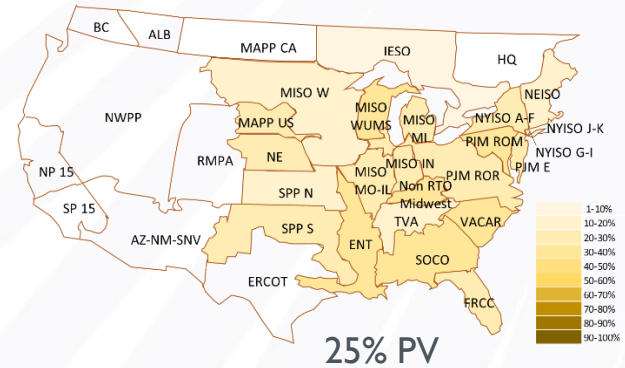 BC
ALB
MAPP CA
IESO
HQ
NWPP
MISO W
MISO
WUMS
MISO
MI
NEISO
NYISO A-F
NYISO J-K
NYISO G-I
MAPP US
PJM ROM
PJM E
NE
RMPA
MISO
MO-IL
MISO IN
PJM ROR
NP 15
SPP N
Non RTO
Midwest
TVA
VACAR
SP 15
AZ-NM-SNV
SPP S
ENT
SOCO
ERCOT
FRCC
1-10%
10-20%
20-30%
30-40%
40-50%
50-60%
60-70%
70-80%
80-90%
90-100%
25% PV